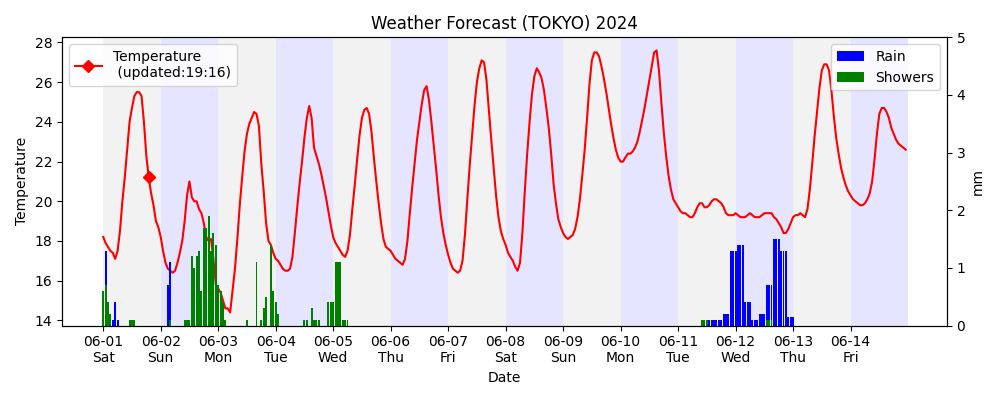 Weather Forecast (TOKYO) 2024
Temperature
(updated:19:16)
Rain
Showers
28
26
24
22
20
18
16
14
Temperature
5
4
3
2
1
0
mm
06-01 06-02 06-03 06-04 06-05 06-06 06-07 06-08 06-09 06-10 06-11 06-12 06-13 06-14
Sat Sun Mon Tue Wed Thu Fri Sat Sun Mon Tue Wed Thu Fri
Date